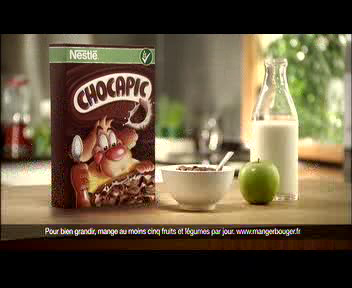 Nestlé
CHOCAPIC
Pour bien grandir, mange au moins cinq fruits et légumes par jour. www.mangerbouger.fr